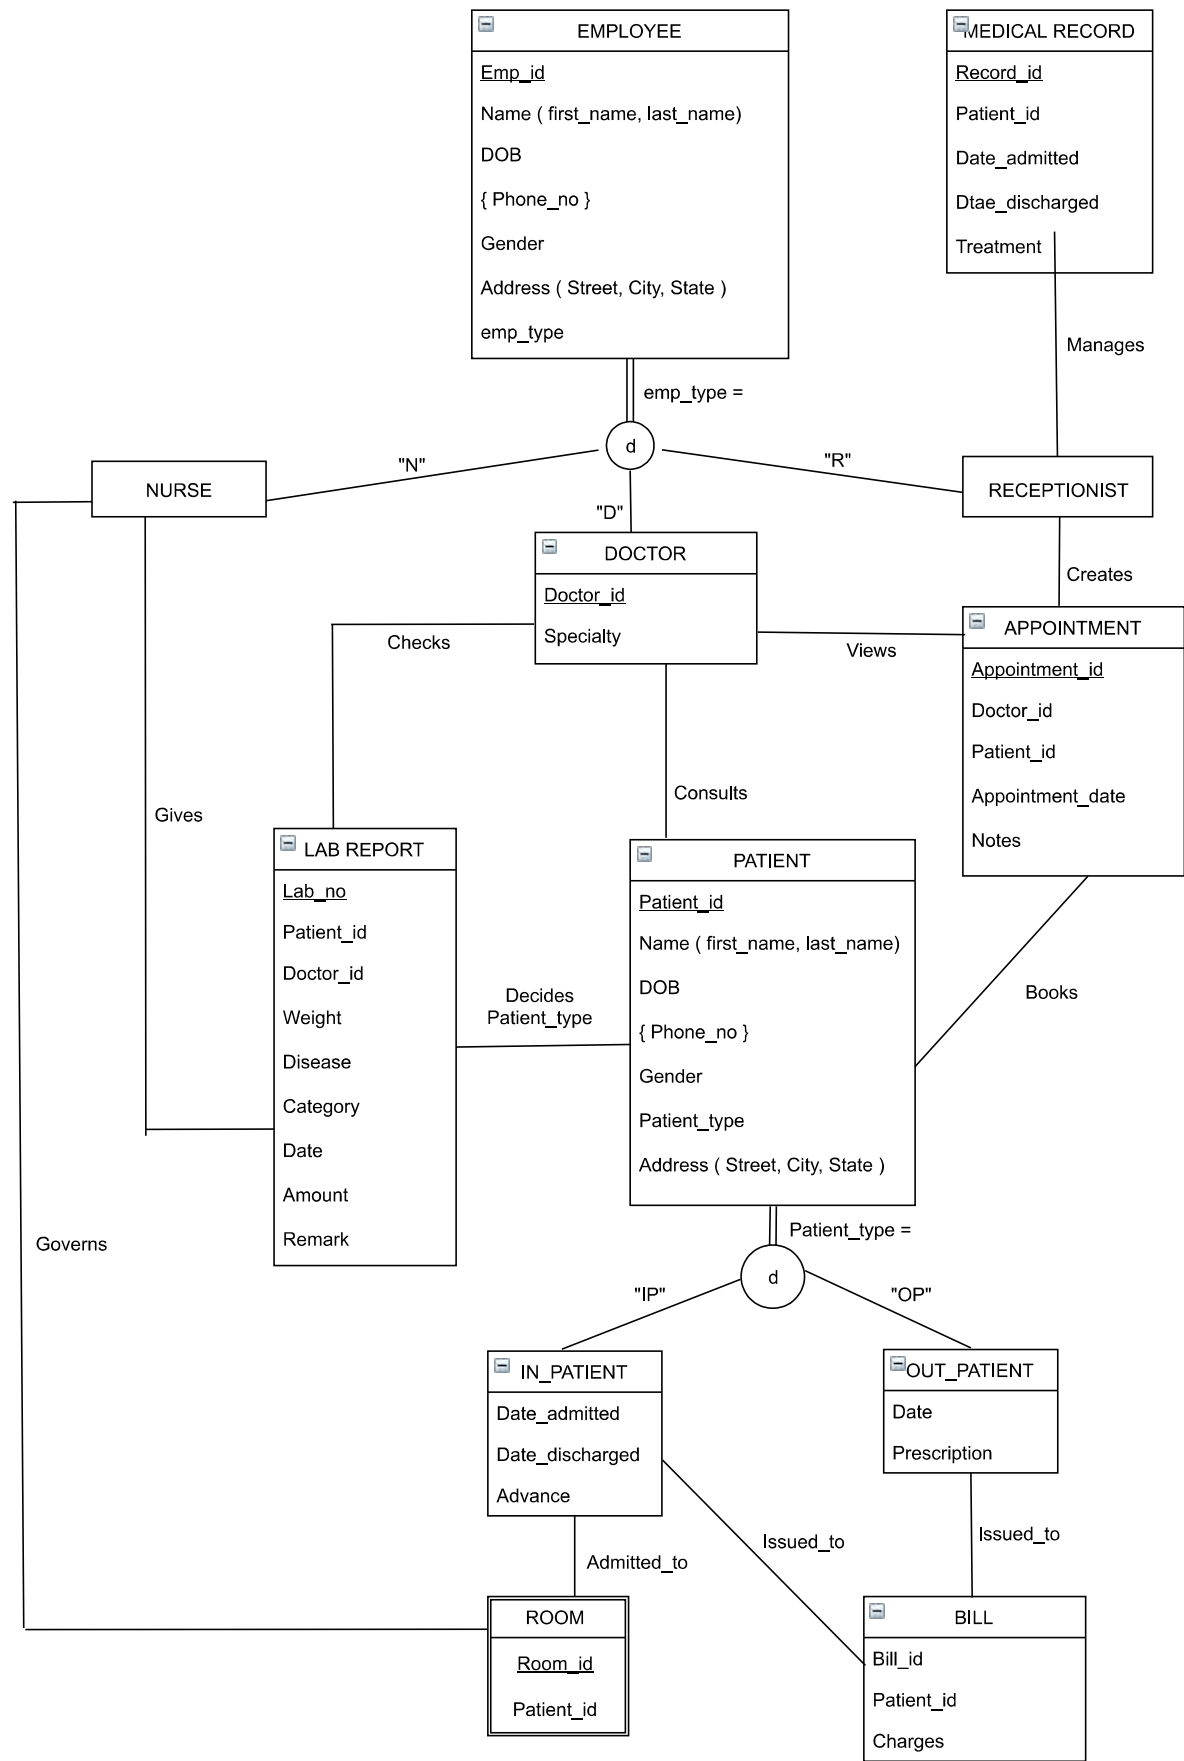 EMPLOYEE
Emp_id
Name ( first_name, last_name)
DOB
{ Phone_no }
Gender
Address ( Street, City, State )
emp_type
MEDICAL RECORD
Record_id
Patient_id
Date_admitted
Dtae_discharged
Treatment
Manages
emp_type =
d
"N"
"D"
"R"
NURSE
RECEPTIONIST
DOCTOR
Doctor_id
Specialty
Creates
Checks
Views
APPOINTMENT
Appointment_id
Doctor_id
Patient_id
Appointment_date
Notes
Gives
Consults
LAB REPORT
Lab_no
Patient_id
Doctor_id
Weight
Disease
Category
Date
Amount
Remark
Decides
Patient_type
PATIENT
Patient_id
Name ( first_name, last_name)
DOB
{ Phone_no }
Gender
Patient_type
Address ( Street, City, State )
Books
Governs
Patient_type =
d
"IP"
"OP"
IN_PATIENT
Date_admitted
Date_discharged
Advance
OUT_PATIENT
Date
Prescription
Admitted_to
Issued_to
Issued_to
ROOM
Room_id
Patient_id
BILL
Bill_id
Patient_id
Charges